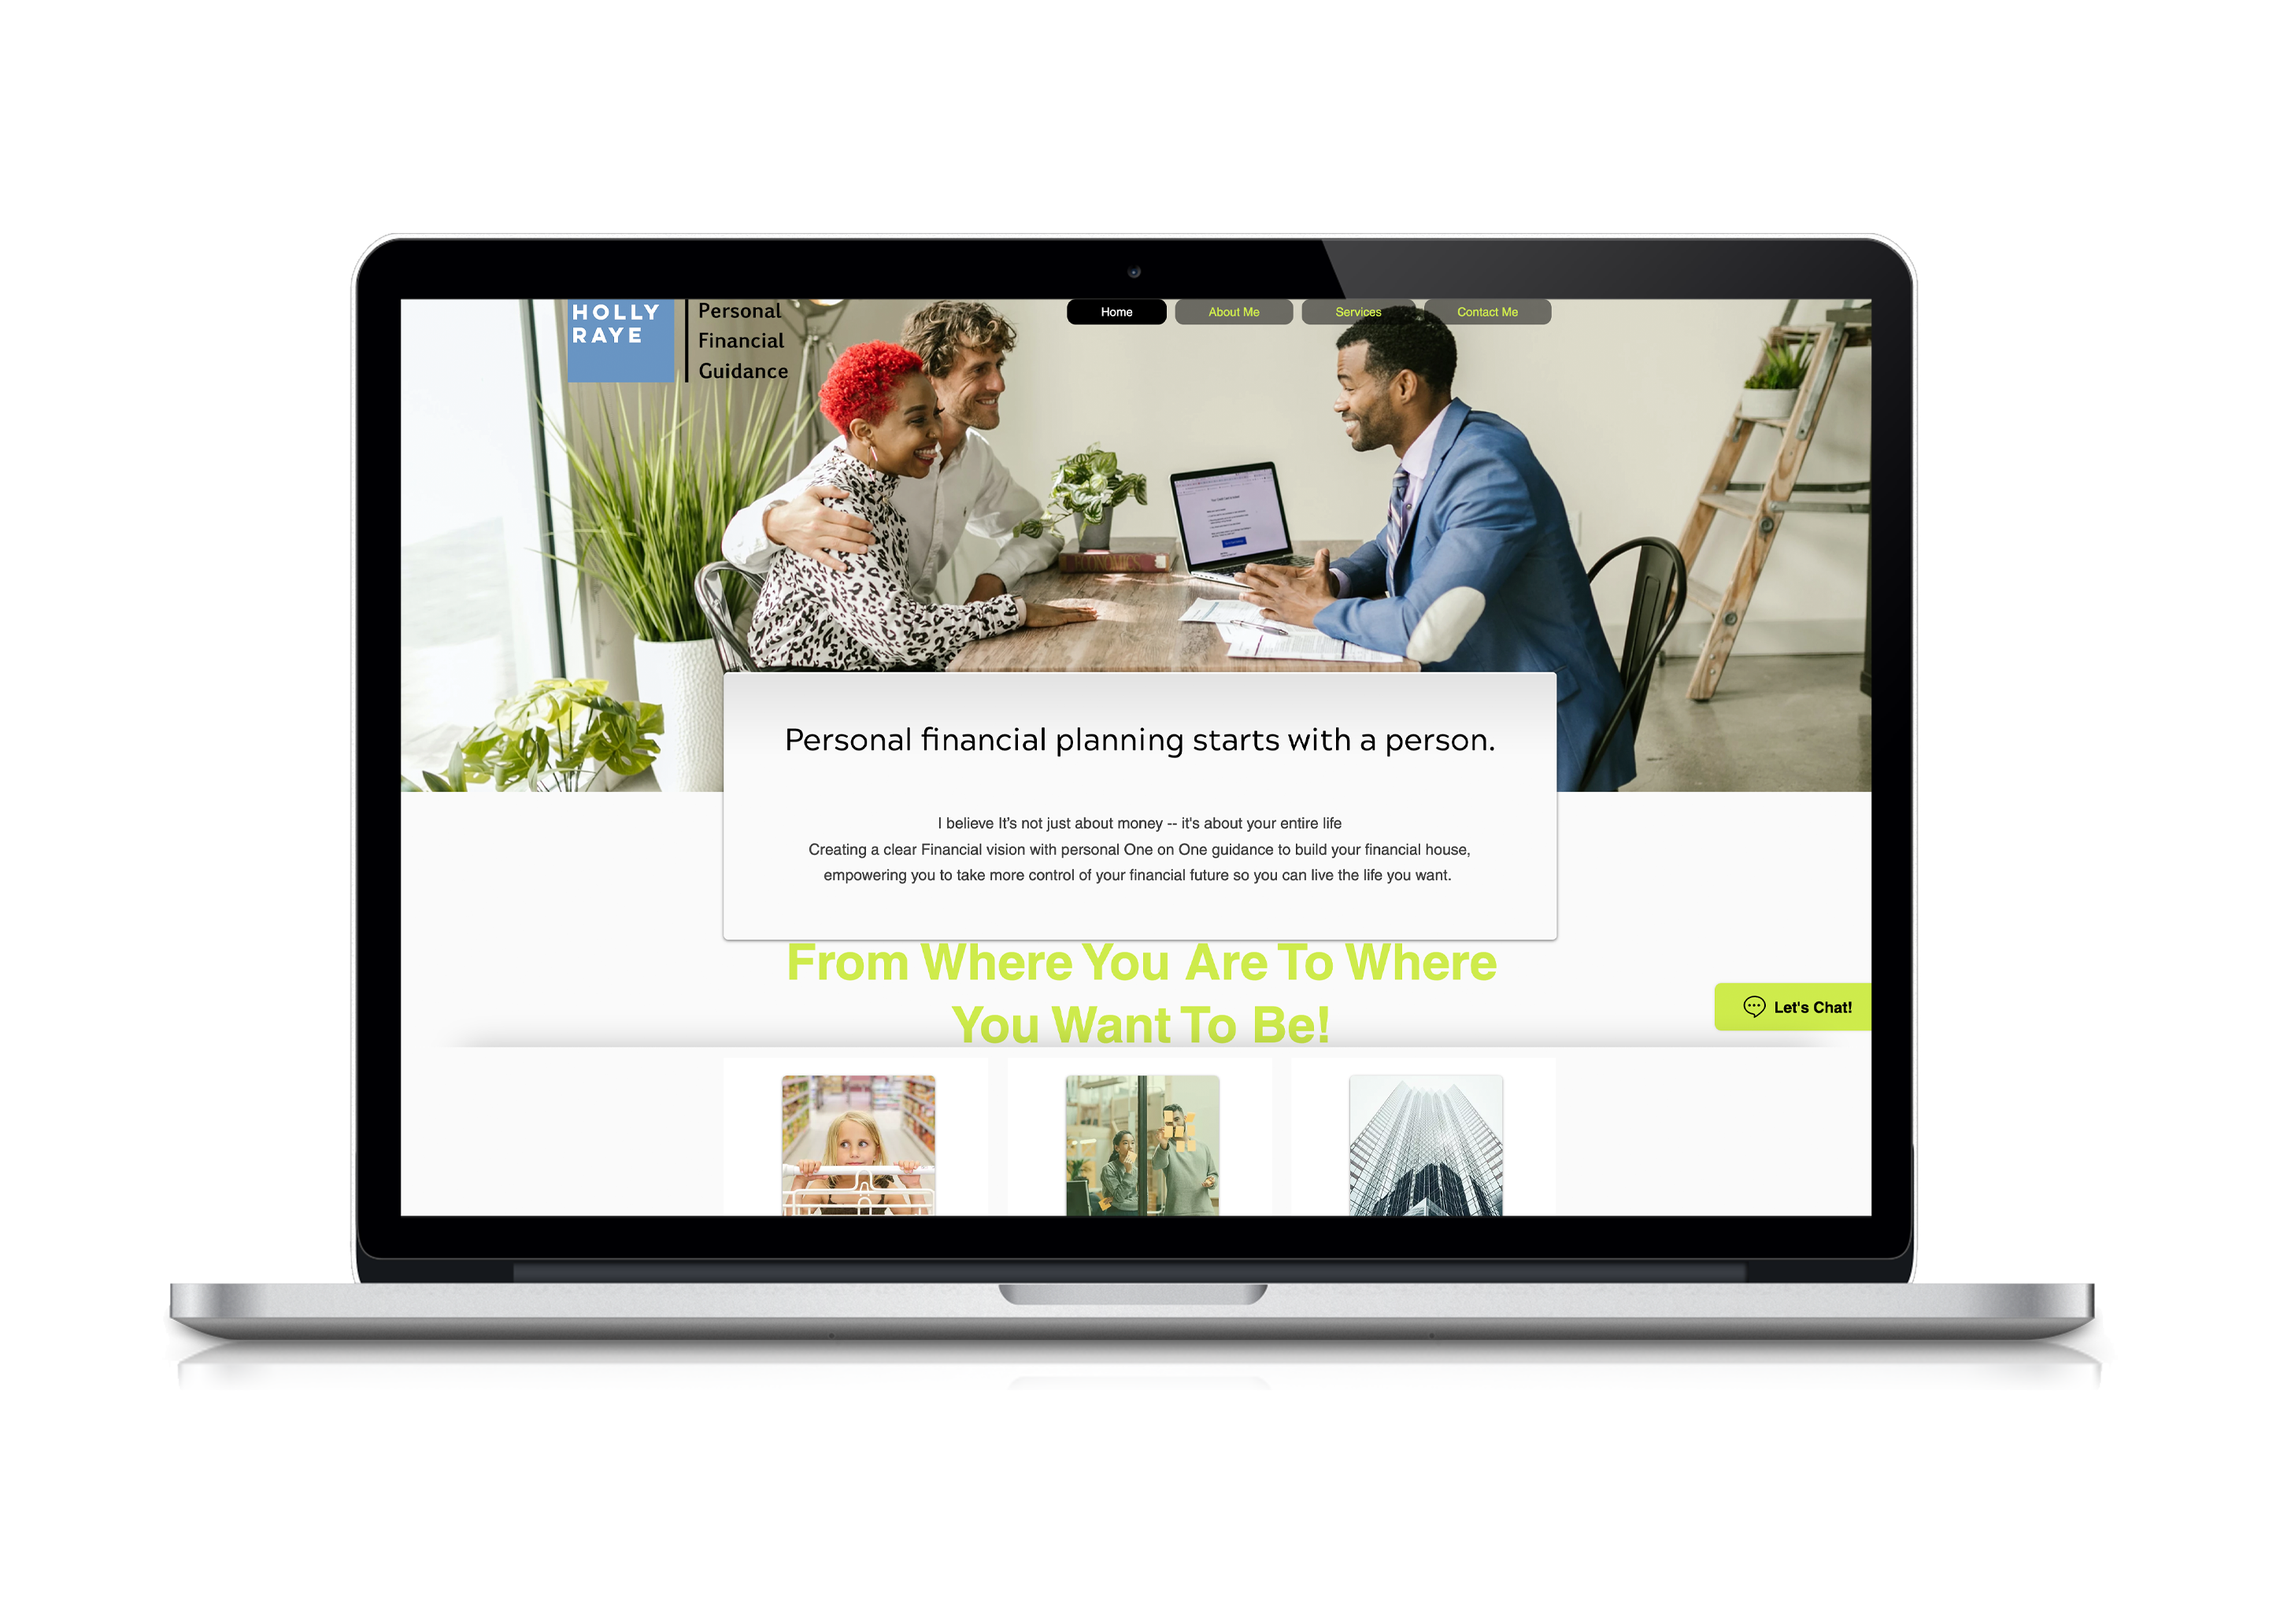 HOLLY
RAYE
Personal
Financial
Guidance
Home
About Me
Services
Contact Me
Personal financial planning starts with a person.
I believe It's not just about money -- it's about your entire life
Creating a clear Financial vision with personal One on One guidance to build your financial house,
empowering you to take more control of your financial future so you can live the life you want.
From Where You Are To Where
You Want To Be!
Let's Chat!